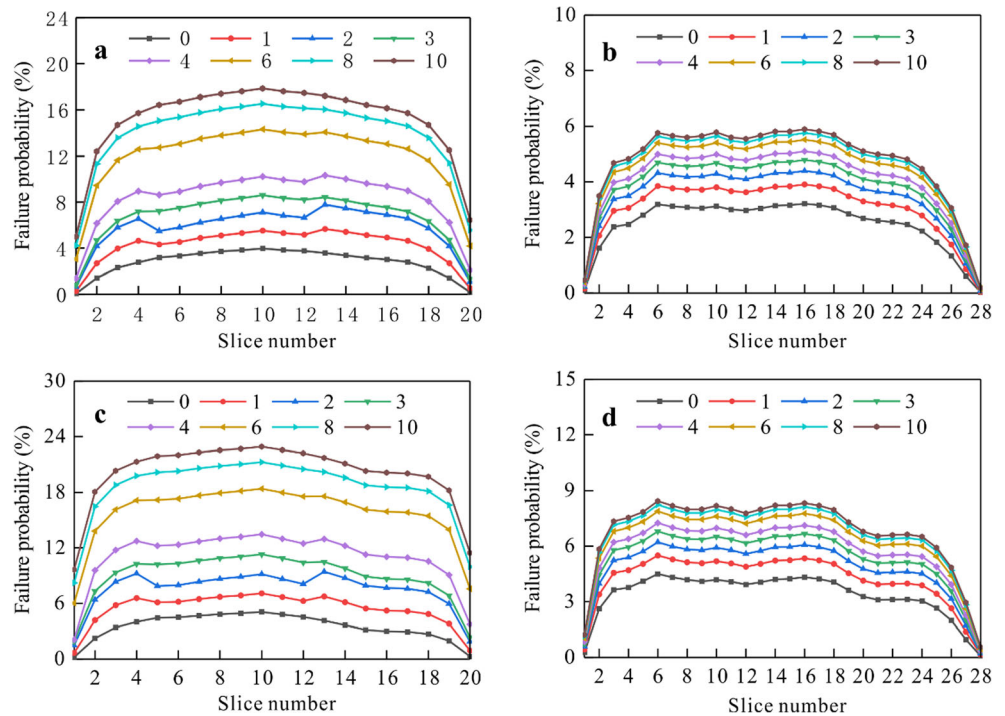 a
0 1 2 3
4 6 8 10
24
20
16
12
8
4
0
Failure probability (%)
2 4 6 8 10 12 14 16 18 20
Slice number
b
0 1 2 3
4 6 8 10
10
8
6
4
2
0
Failure probability (%)
2 4 6 8 10 12 14 16 18 20 22 24 26 28
Slice number
c
0 1 2 3
4 6 8 10
30
24
18
12
6
0
Failure probability (%)
2 4 6 8 10 12 14 16 18 20
Slice number
d
0 1 2 3
4 6 8 10
15
12
9
6
3
0
Failure probability (%)
2 4 6 8 10 12 14 16 18 20 22 24 26 28
Slice number